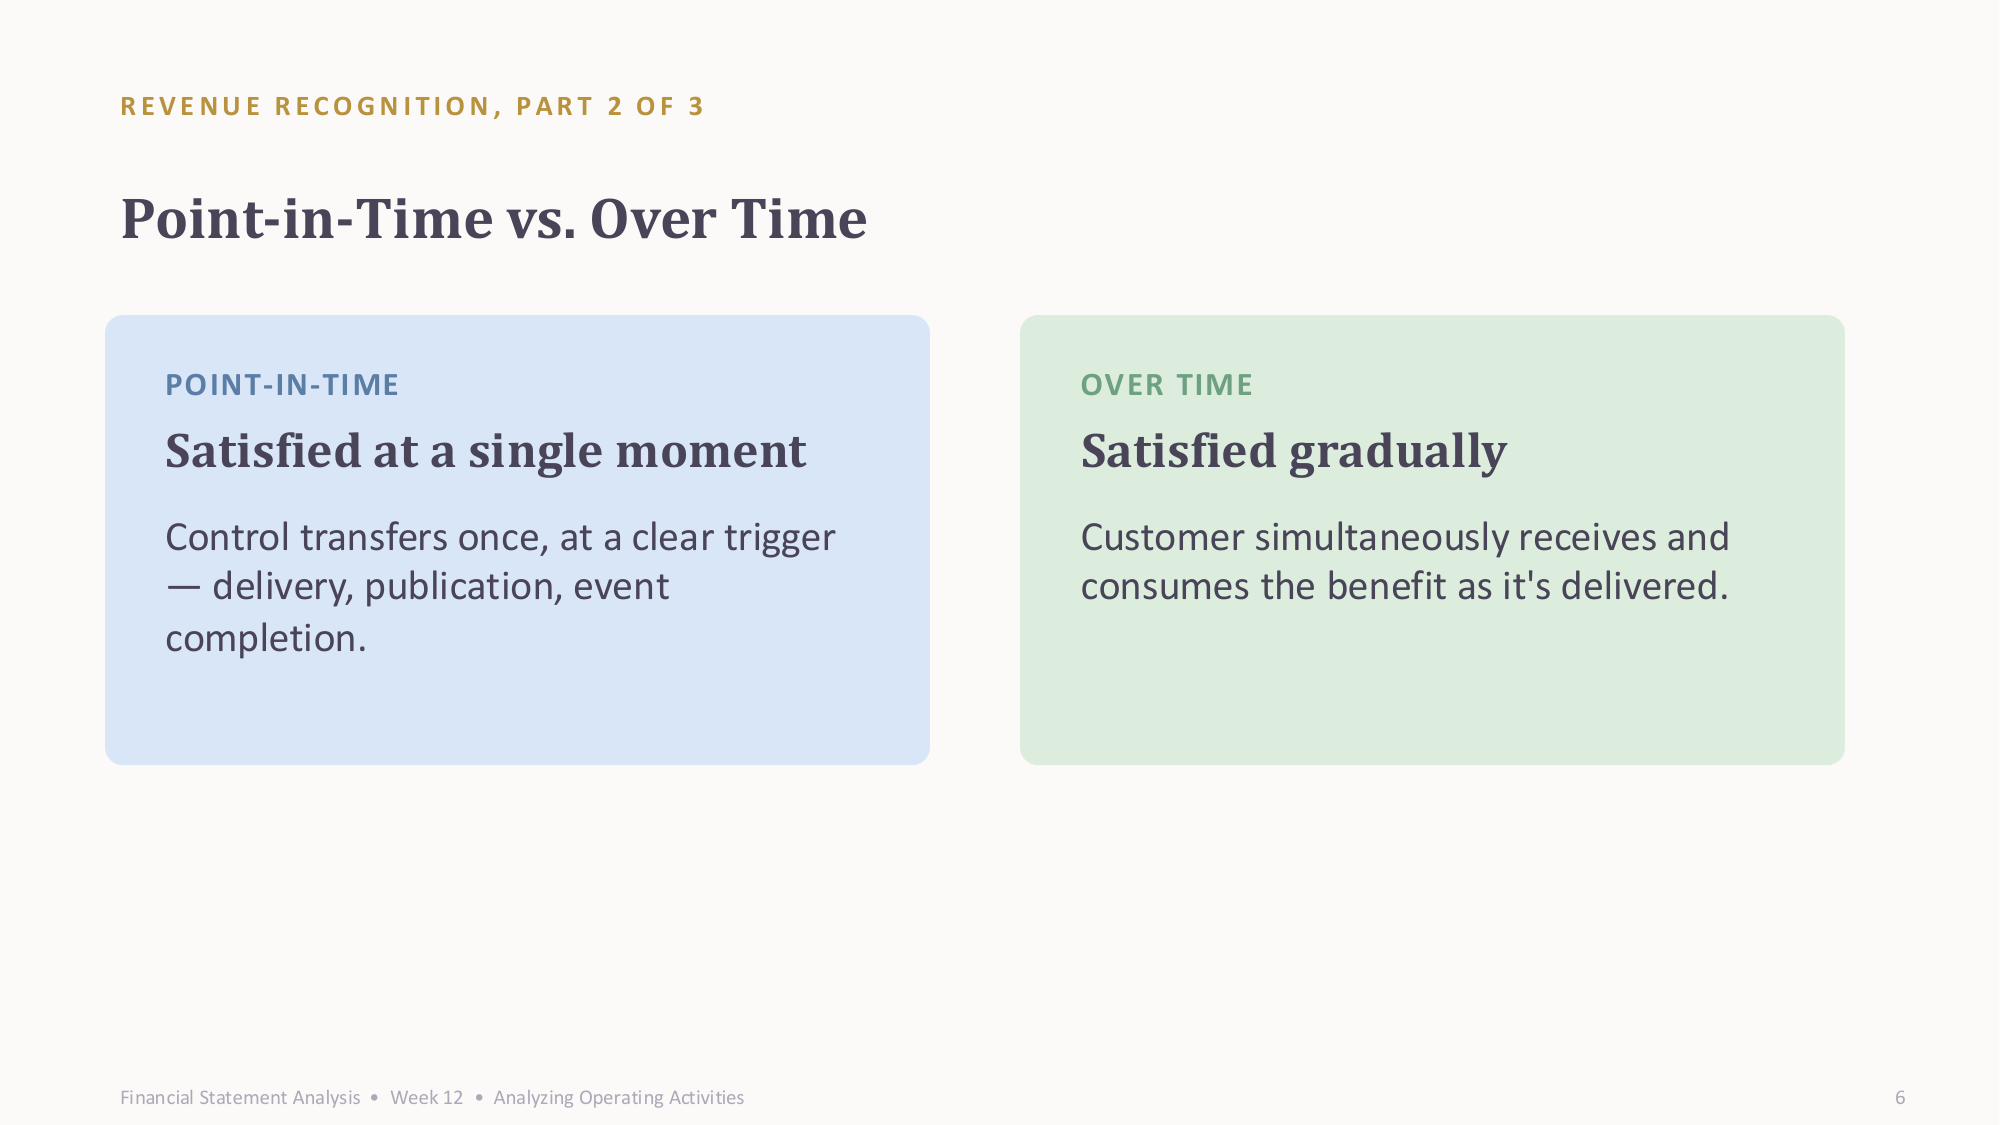 REVENUE RECOGNITION, PART 2 OF 3
Point-in-Time vs. Over Time
POINT-IN-TIME
Satisfied at a single moment
Control transfers once, at a clear trigger
— delivery, publication, event
completion.
OVER TIME
Satisfied gradually
Customer simultaneously receives and
consumes the benefit as it's delivered.
Financial Statement Analysis • Week 12 • Analyzing Operating Activities
6